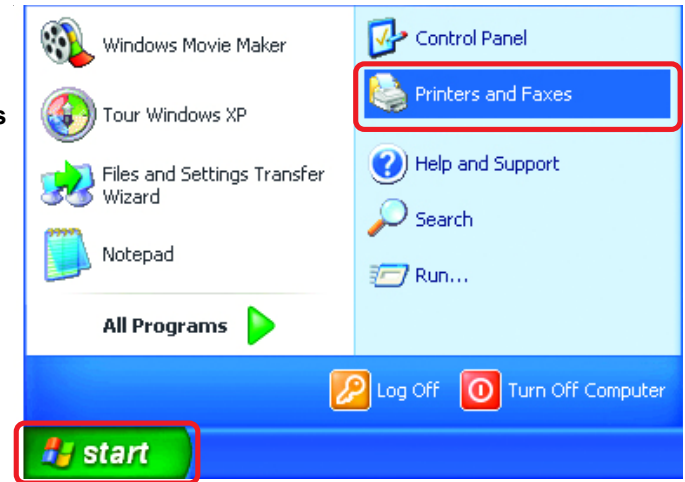 Windows Movie Maker
Tour Windows XP
s
Files and Settings Transfer
Wizard
Notepad
All Programs
Control Panel
Printers and Faxes
Help and Support
Search
Run...
Log Off
Turn Off Computer
start